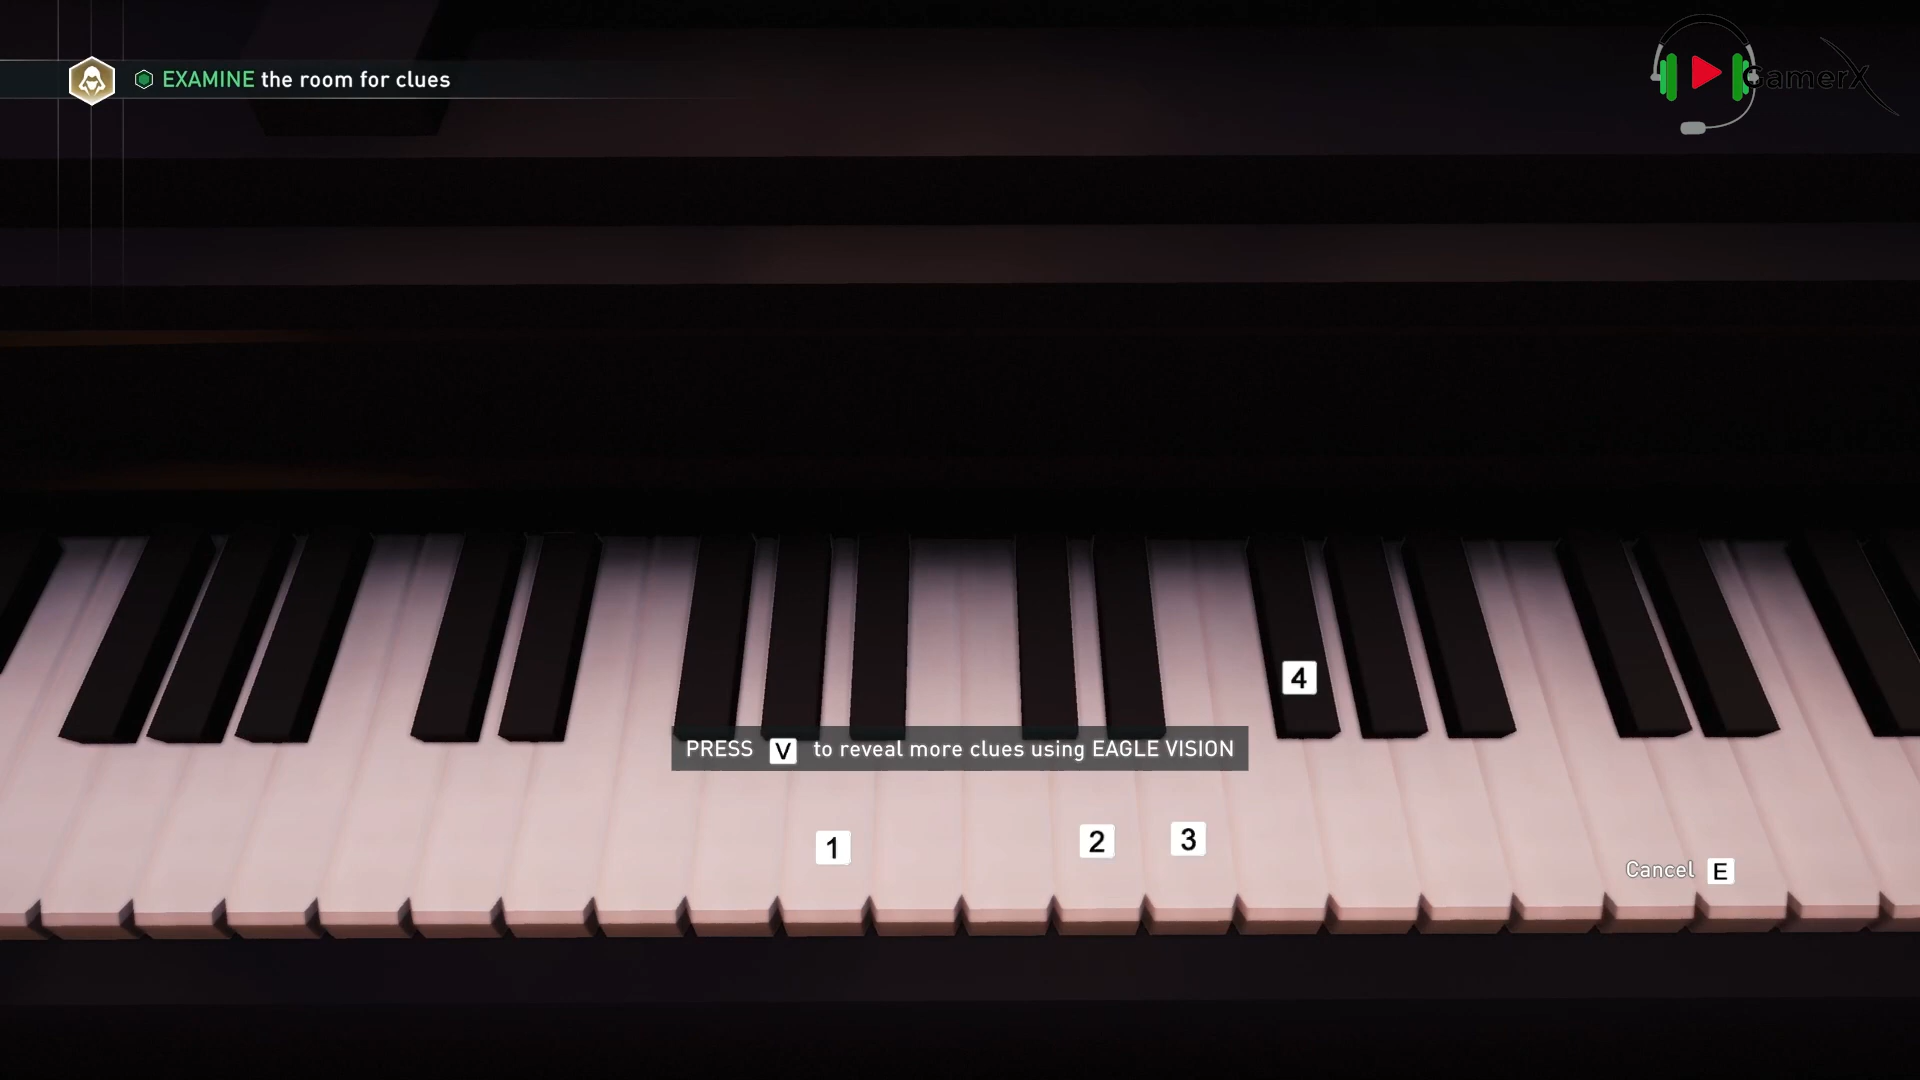 EXAMINE the room for clues
GamerX
4
PRESS V to reveal more clues using EAGLE VISION
1
2
3
Cancel E